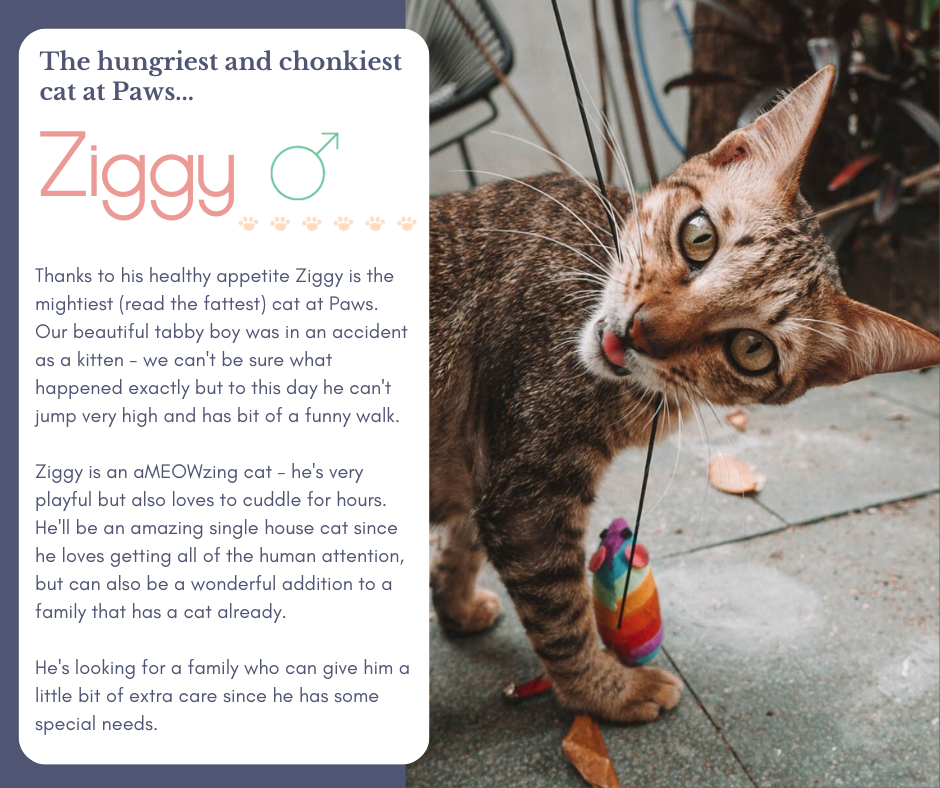 The hungriest and chonkiest
cat at Paws...
Ziggy
Thanks to his healthy appetite Ziggy is the
mightiest (read the fattest) cat at Paws.
Our beautiful tabby boy was in an accident
as a kitten – we can't be sure what
happened exactly but to this day he can't
jump very high and has bit of a funny walk.
Ziggy is an aMEOWzing cat – he's very
playful but also loves to cuddle for hours.
He'll be an amazing single house cat since
he loves getting all of the human attention,
but can also be a wonderful addition to a
family that has a cat already.
He's looking for a family who can give him a
little bit of extra care since he has some
special needs.